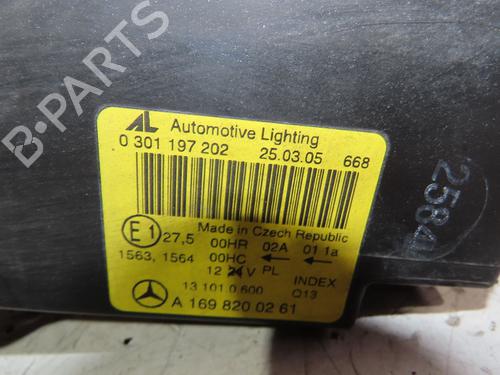 B-PARTS
AL Automotive Lighting
0 301 197 202 25.03.05 668
Made in Czech Republic
E1 27,5 00HR 02A 01 1a
1563, 1564 00HC ← ←
12 24 V PL INDEX
13 101 0 600 Q13
A 169 820 02 61
2584